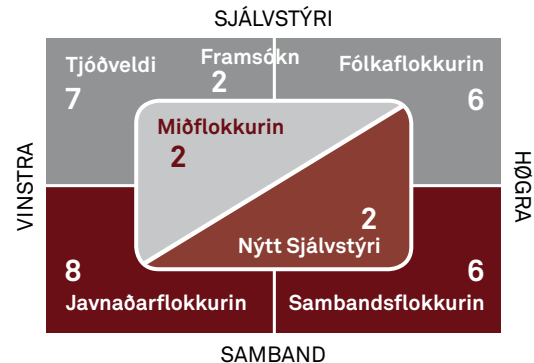 SJÁLVSTÝRI
Tjóðveldi
7
Framsókn
2
Fólkaflokkurin
6
Miðflokkurin
2
VINSTRA
HØGRA
2
Nýtt Sjálvstýri
8
Javnaðarflokkurin
6
Sambandsflokkurin
SAMBAND